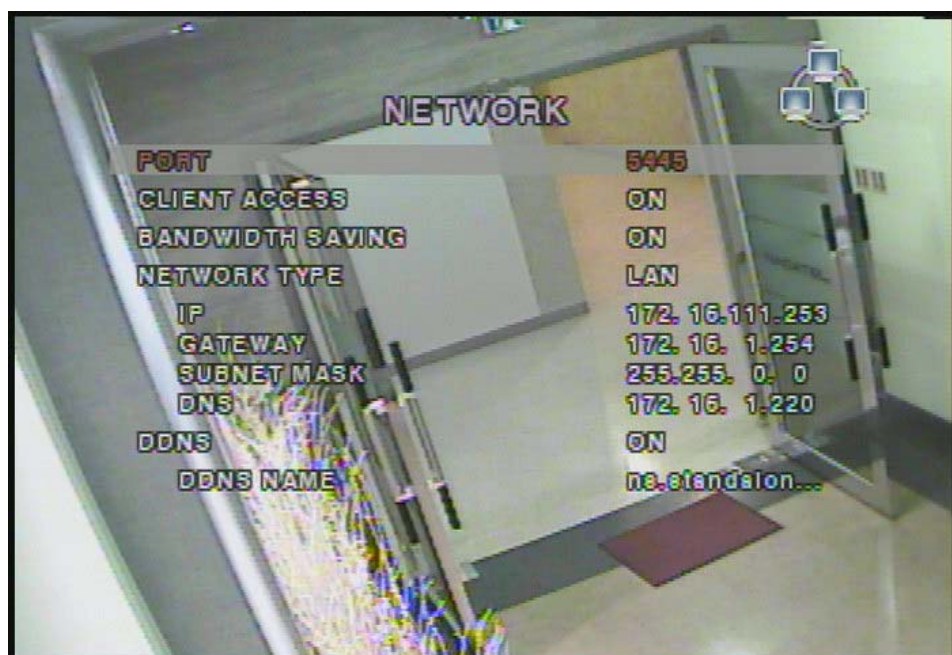 NETWORK
PORT 5445
CLIENT ACCESS ON
BANDWIDTH SAVING ON
NETWORK TYPE LAN
IP 172. 16.111.253
GATEWAY 172. 16. 1.254
SUBNET MASK 255.255. 0. 0
DNS 172. 16. 1.220
DDNS ON
DDNS NAME ns.standalon...